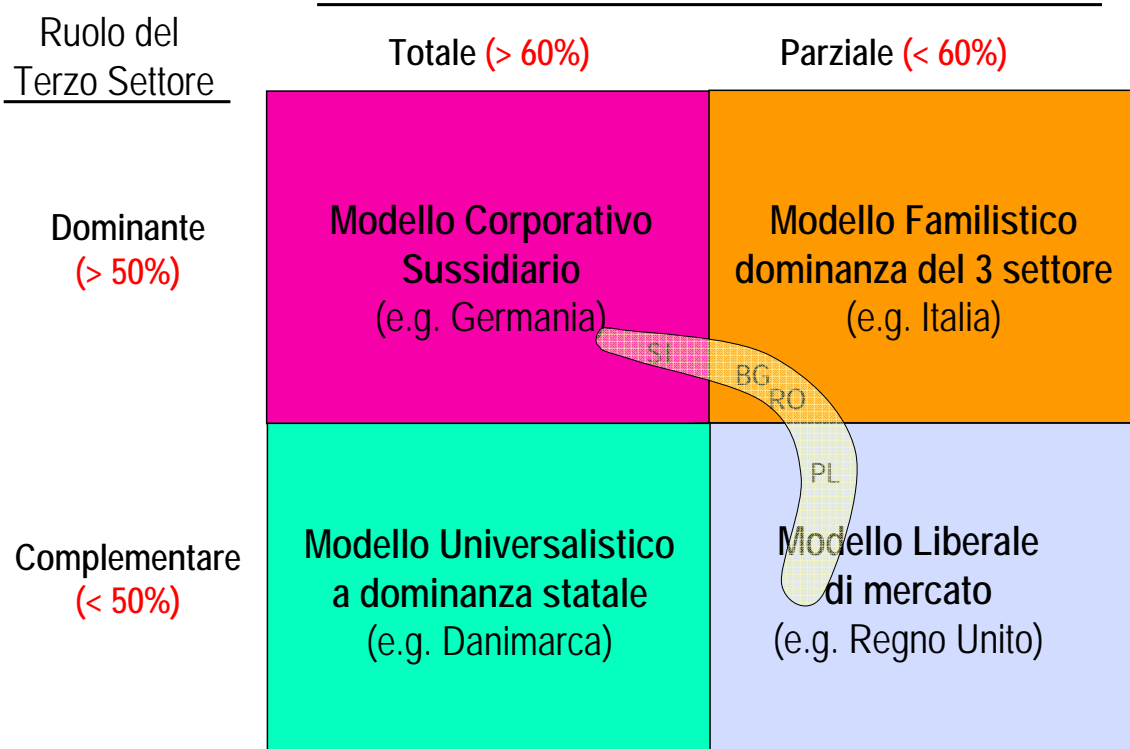 Ruolo del
Terzo Settore
Totale (> 60%)
Parziale (< 60%)
Dominante
(> 50%)
Modello Corporativo
Sussidiario
(e.g. Germania)
Modello Familistico
dominanza del 3 settore
(e.g. Italia)
SI
BG
RO
PL
Complementare
(< 50%)
Modello Universalistico
a dominanza statale
(e.g. Danimarca)
Modello Liberale
di mercato
(e.g. Regno Unito)